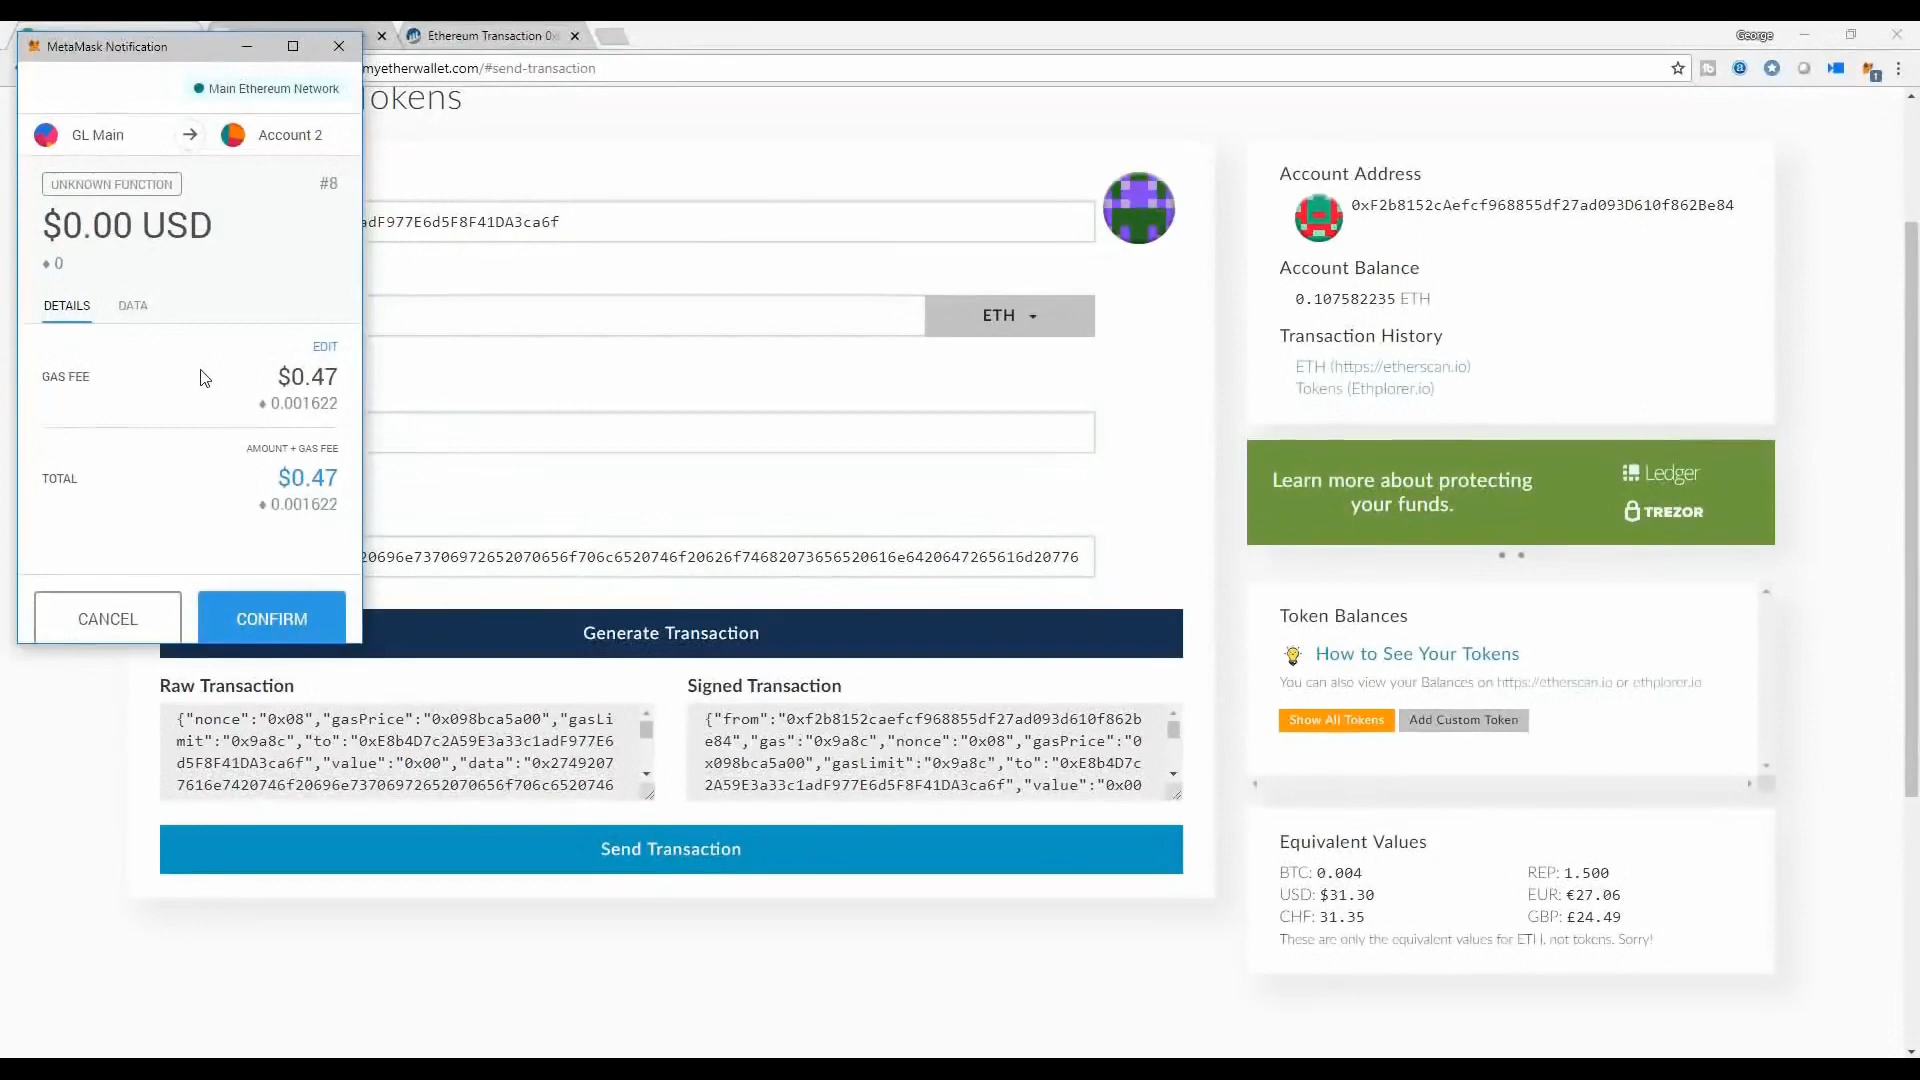 MetaMask Notification
Ethereum Transaction 0x
George
myetherwallet.com/#send-transaction
Main Ethereum Network
okens
GL Main
Account 2
UNKNOWN FUNCTION
#8
$0.00 USD
0
DETAILS
DATA
EDIT
GAS FEE
$0.47
0.001622
AMOUNT + GAS FEE
TOTAL
$0.47
0.001622
CANCEL
CONFIRM
adF977E6d5F8F41DA3ca6f
ETH
20696e73706972652070656f706c6520746f20626f74682073656520616e6420647265616d20776
Generate Transaction
Raw Transaction
{"nonce":"0x08","gasPrice":"0x098bca5a00","gasLi
mit":"0x9a8c","to":"0xE8b4D7c2A59E3a33c1adF977E6
d5F8F41DA3ca6f","value":"0x00","data":"0x2749207
7616e7420746f20696e73706972652070656f706c6520746
Signed Transaction
{"from":"0xf2b8152caefcf968855df27ad093d610f862b
e84","gas":"0x9a8c","nonce":"0x08","gasPrice":"0
x098bca5a00","gasLimit":"0x9a8c","to":"0xE8b4D7c
2A59E3a33c1adF977E6d5F8F41DA3ca6f","value":"0x00
Send Transaction
Account Address
0xF2b8152cAefcf968855df27ad093D610f862Be84
Account Balance
0.107582235 ETH
Transaction History
ETH (https://etherscan.io)
Tokens (Ethplorer.io)
Learn more about protecting
your funds.
Ledger
TREZOR
Token Balances
How to See Your Tokens
You can also view your Balances on https://etherscan.io or ethplorer.io
Show All Tokens
Add Custom Token
Equivalent Values
BTC: 0.004
REP: 1.500
USD: $31.30
EUR: €27.06
CHF: 31.35
GBP: £24.49
These are only the equivalent values for ETH, not tokens. Sorry!